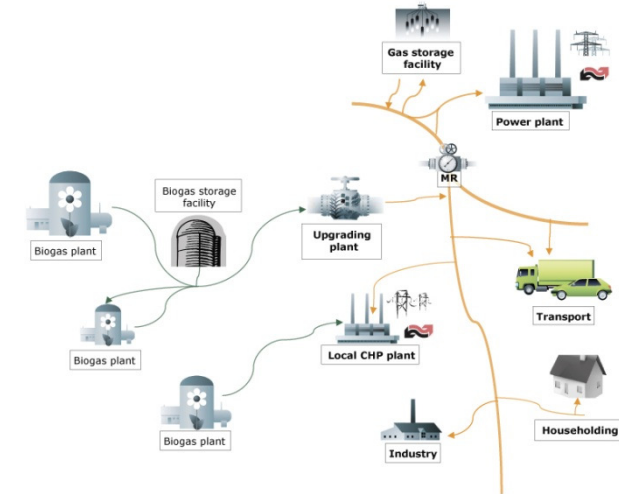 Gas storage
facility
Power plant
MR
Biogas storage
facility
Biogas plant
Upgrading
plant
Transport
Biogas plant
Local CHP plant
Biogas plant
Householding
Industry